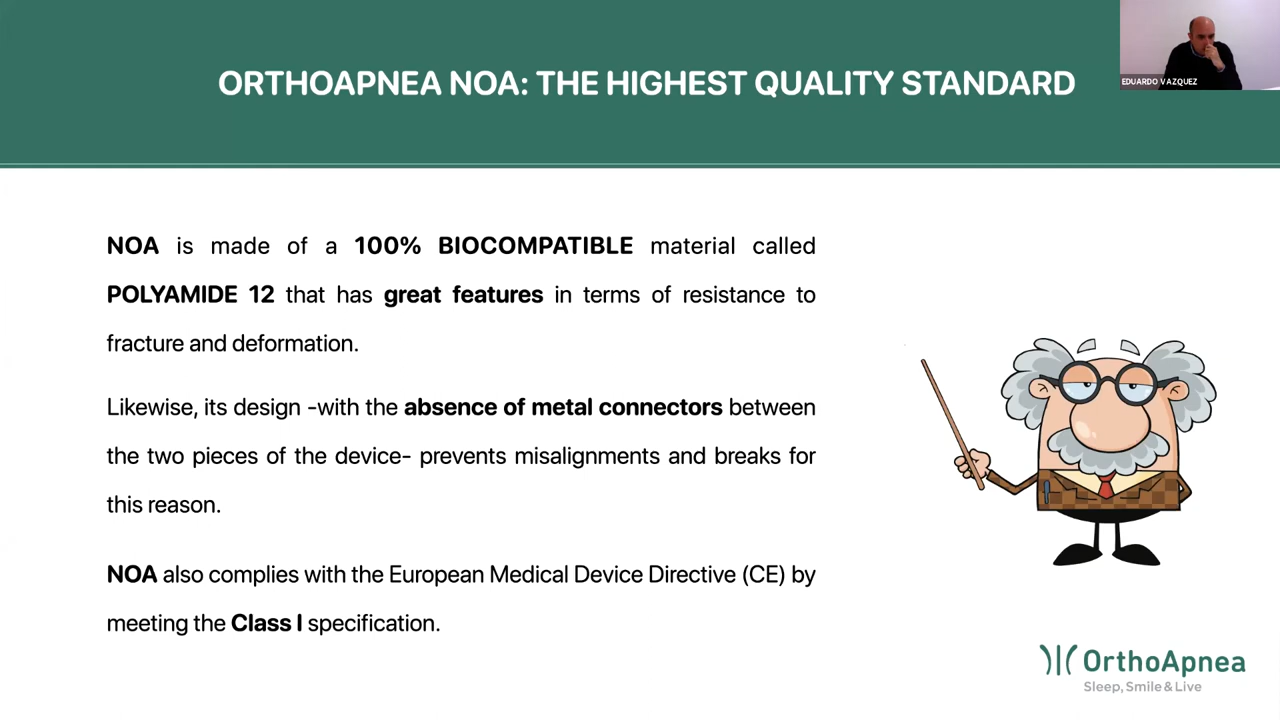 ORTHOAPNEA NOA: THE HIGHEST QUALITY STANDARD
EDUARDO VAZQUEZ
NOA is made of a 100% BIOCOMPATIBLE material called
POLYAMIDE 12 that has great features in terms of resistance to
fracture and deformation.
Likewise, its design -with the absence of metal connectors between
the two pieces of the device- prevents misalignments and breaks for
this reason.
NOA also complies with the European Medical Device Directive (CE) by
meeting the Class I specification.
OrthoApnea
Sleep, Smile & Live